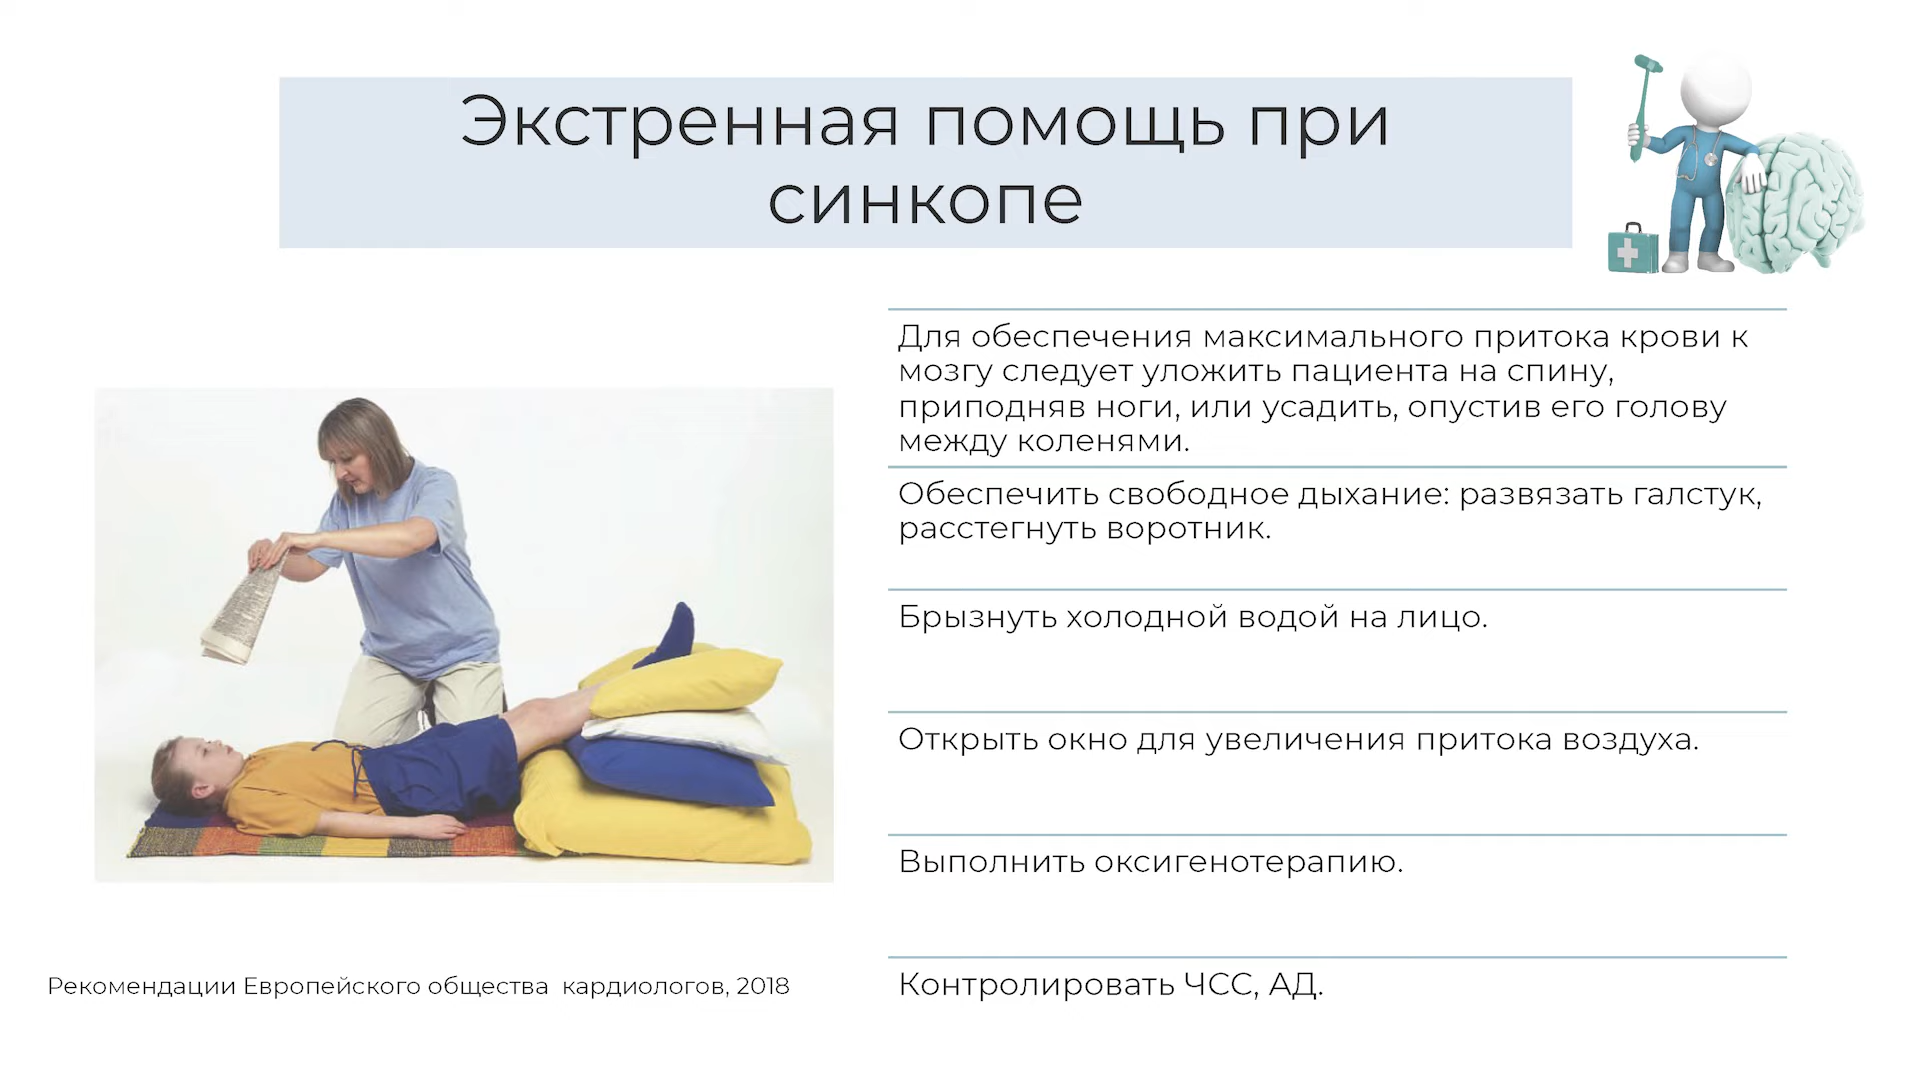 Экстренная помощь при
синкопе
Для обеспечения максимального притока крови к
мозгу следует уложить пациента на спину,
приподняв ноги, или усадить, опустив его голову
между коленями.
Обеспечить свободное дыхание: развязать галстук,
расстегнуть воротник.
Брызнуть холодной водой на лицо.
Открыть окно для увеличения притока воздуха.
Выполнить оксигенотерапию.
Контролировать ЧСС, АД.
Рекомендации Европейского общества кардиологов, 2018